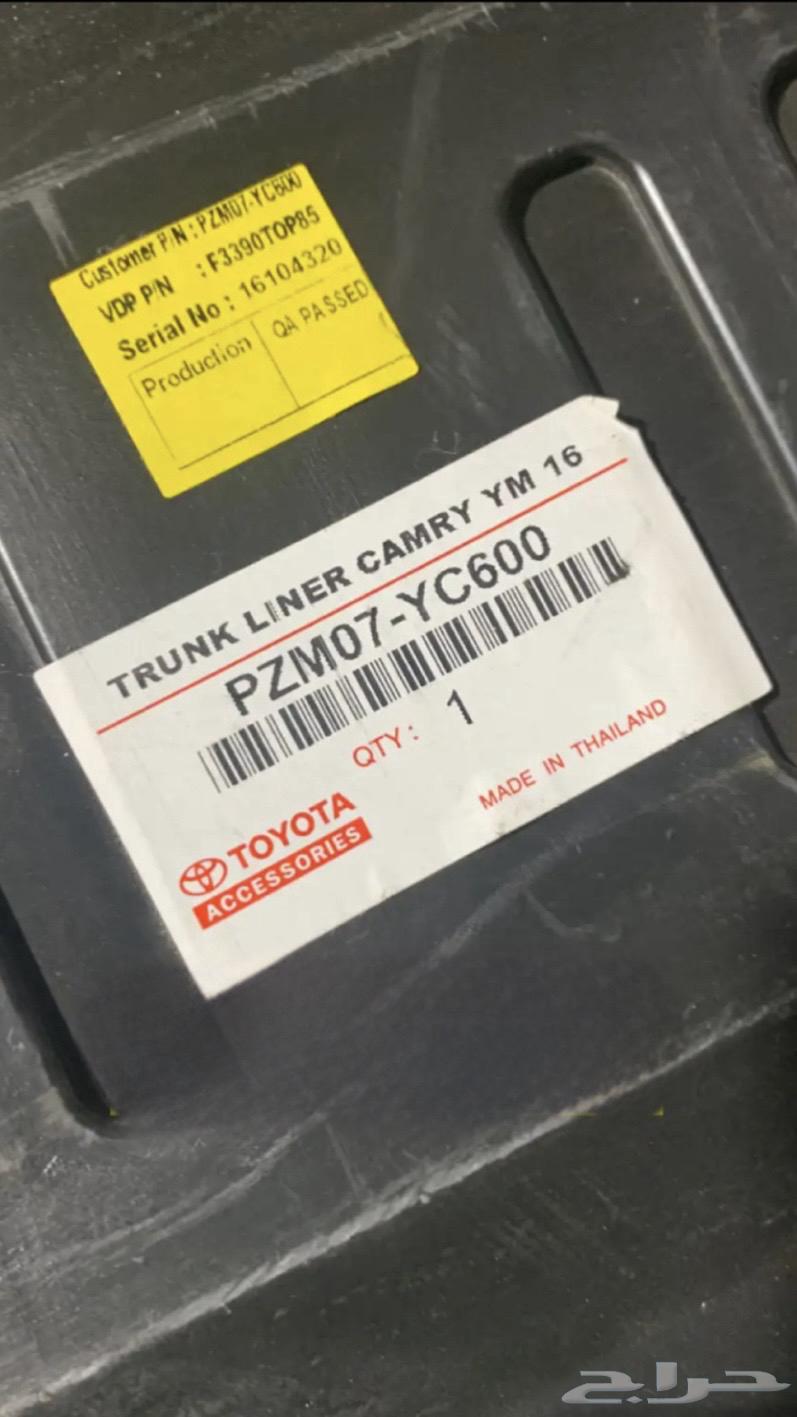 Customer P/N : PZM07-YC600
VDP P/N : F3390TOP85
Serial No : 16104320
Production
QA PASSED
TRUNK LINER CAMRY YM 16
PZM07-YC600
QTY : 1
MADE IN THAILAND
TOYOTA
ACCESSORIES
حراج